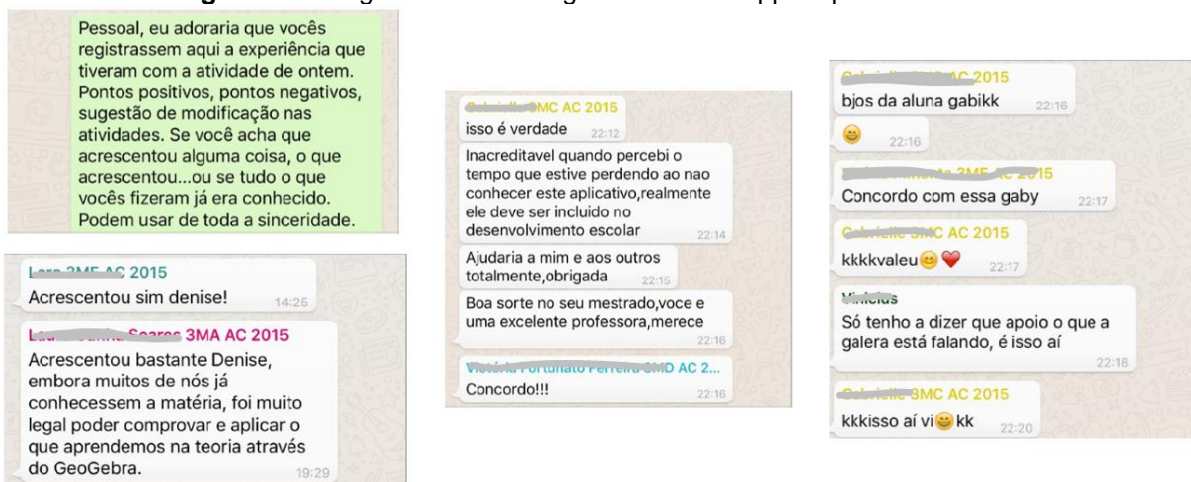 Pessoal, eu adoraria que vocês
registrassem aqui a experiência que
tiveram com a atividade de ontem.
Pontos positivos, pontos negativos,
sugestão de modificação nas
atividades. Se você acha que
acrescentou alguma coisa, o que
acrescentou...ou se tudo o que
vocês fizeram já era conhecido.
Podem usar de toda a sinceridade.
2015
Acrescentou sim denise!
14:25
3MA AC 2015
Acrescentou bastante Denise,
embora muitos de nós já
conhecessem a matéria, foi muito
legal poder comprovar e aplicar o
que aprendemos na teoria através
do GeoGebra.
19:29
AC 2015
isso é verdade
22:12
Inacreditavel quando percebi o
tempo que estive perdendo ao nao
conhecer este aplicativo,realmente
ele deve ser incluido no
desenvolvimento escolar
22:14
Ajudaria a mim e aos outros
totalmente,obrigada
22:15
Boa sorte no seu mestrado,voce e
uma excelente professora,merece
22:16
AC 2...
Concordo!!!
22:16
AC 2015
bjos da aluna gabikk
22:16
😀
22:16
Concordo com essa gaby
22:17
AC 2015
kkkkvaleu😊❤️
22:17
Só tenho a dizer que apoio o que a
galera está falando, é isso aí
22:18
3MC AC 2015
kkkisso aí vi😀kk
22:20